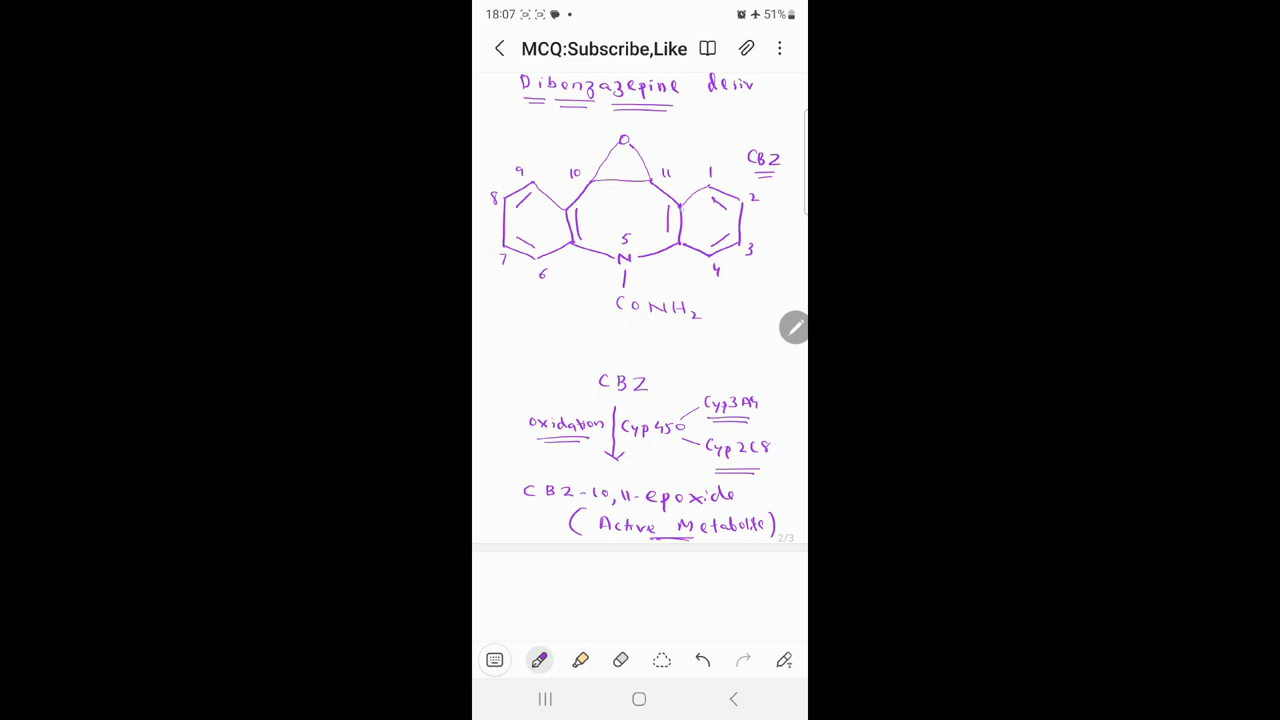 18:07 51%
MCQ:Subscribe,Like
Dibenzazepine deriv
O
CBZ
9 10 11 1
8 2
5
7 N 3
6 4
CONH2
CBZ
Cyp3A4
oxidation Cyp450
Cyp2C8
CBZ-10,11-epoxide
(Active Metabolite)
2/3